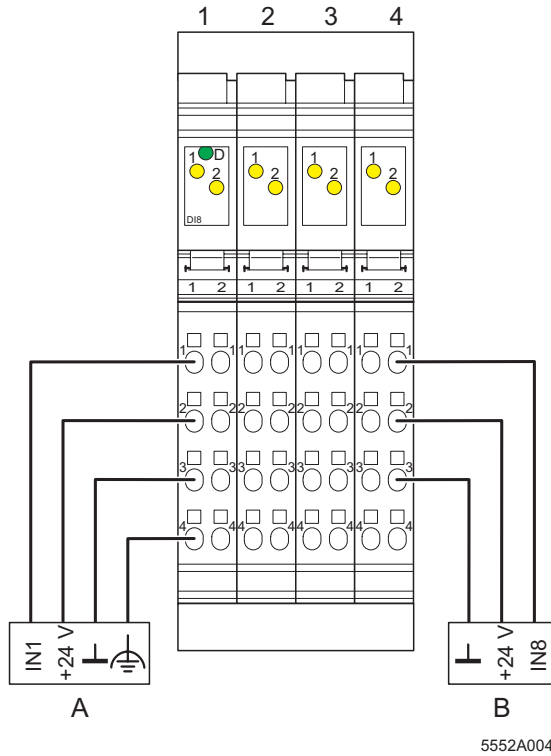 1 2 3 4
D
1 1 1 1
2 2 2 2
DI8
1 2 1 2 1 2 1 2
1 1 1 1 1 1
2 2 2 2 2 2 2
3 3 3 3 3 3
4 4 4 4 4 4
IN1 +24 V +24 V IN8
A B
5552A004